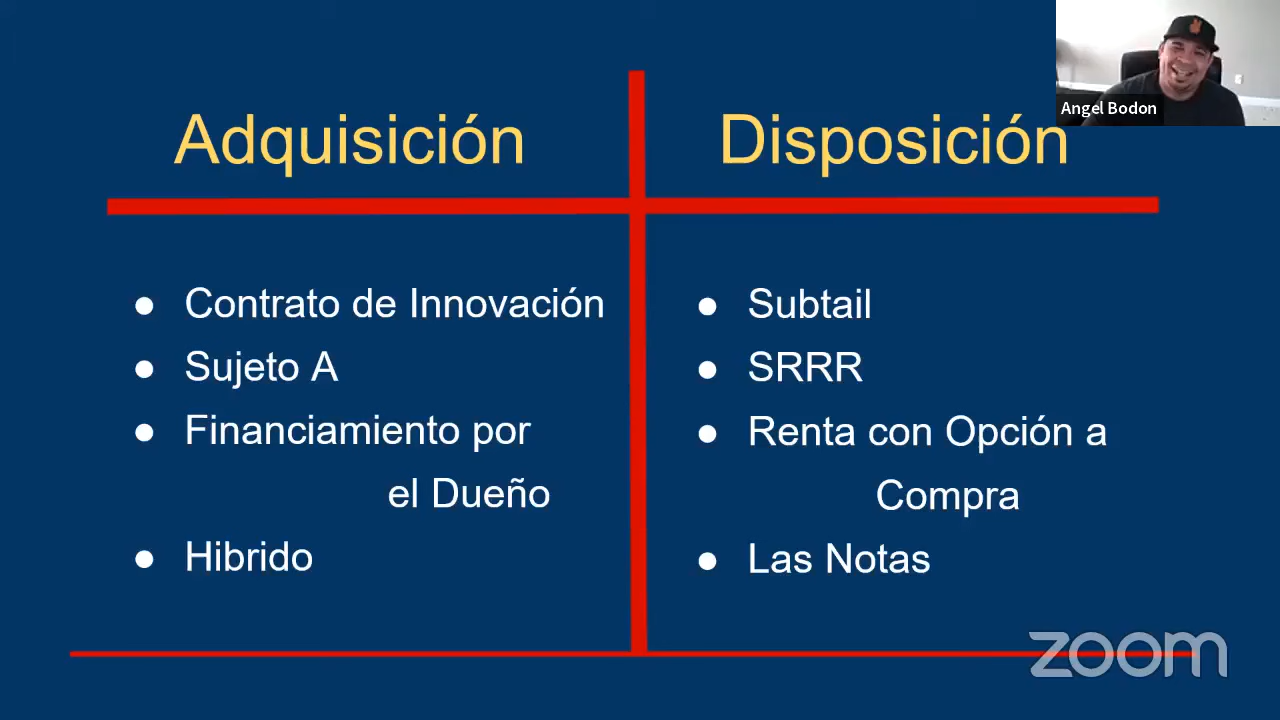 Angel Bodon
Adquisición
Disposición
● Contrato de Innovación
● Sujeto A
● Financiamiento por
el Dueño
● Hibrido
● Subtail
● SRRR
● Renta con Opción a
Compra
● Las Notas
zoom